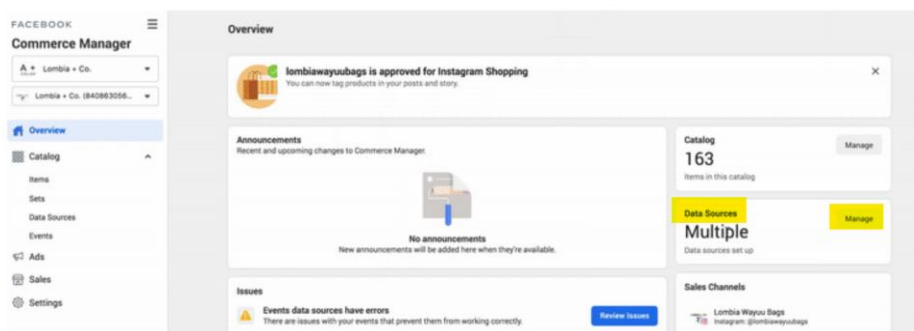 FACEBOOK
Commerce Manager
Lombia + Co.
Lombia + Co. (840863056...
Overview
Catalog
Items
Sets
Data Sources
Events
Ads
Sales
Settings
Overview
lombiawayuubags is approved for Instagram Shopping
You can now tag products in your posts and story.
Announcements
Recent and upcoming changes to Commerce Manager.
No announcements
New announcements will be added here when they're available.
Issues
Events data sources have errors
There are issues with your events that prevent them from working correctly.
Review Issues
Catalog
Manage
163
Items in this catalog
Data Sources
Manage
Multiple
Data sources set up
Sales Channels
Lombia Wayuu Bags
Instagram: @lombiawayuubags